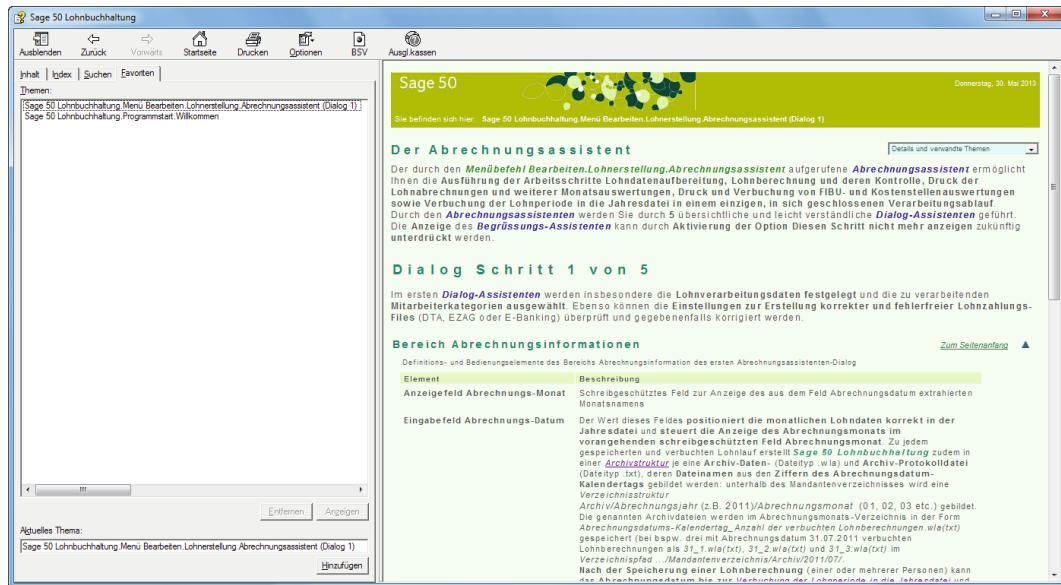 Sage 50 Lohnbuchhaltung
Ausblenden Zurück Vorwärts Startseite Drucken Optionen BSV Ausgl.kassen
Inhalt Index Suchen Favoriten
Themen:
Sage 50 Lohnbuchhaltung.Menü Bearbeiten.Lohnerstellung.Abrechnungsassistent (Dialog 1)
Sage 50 Lohnbuchhaltung.Programmstart.Willkommen
Entfernen Anzeigen
Aktuelles Thema:
Sage 50 Lohnbuchhaltung.Menü Bearbeiten.Lohnerstellung.Abrechnungsassistent (Dialog 1)
Hinzufügen
Sage 50
Donnerstag, 30. Mai 2013
Sie befinden sich hier: Sage 50 Lohnbuchhaltung.Menü Bearbeiten.Lohnerstellung.Abrechnungsassistent (Dialog 1)
Der Abrechnungsassistent
Details und verwandte Themen
Der durch den Menübefehl Bearbeiten.Lohnerstellung.Abrechnungsassistent aufgerufene Abrechnungsassistent ermöglicht
Ihnen die Ausführung der Arbeitsschritte Lohndatenaufbereitung, Lohnberechnung und deren Kontrolle, Druck der
Lohnabrechnungen und weiterer Monatsauswertungen, Druck und Verbuchung von FIBU- und Kostenstellenauswertungen
sowie Verbuchung der Lohnperiode in die Jahresdatei in einem einzigen, in sich geschlossenen Verarbeitungsablauf.
Durch den Abrechnungsassistenten werden Sie durch 5 übersichtliche und leicht verständliche Dialog-Assistenten geführt.
Die Anzeige des Begrüssungs-Assistenten kann durch Aktivierung der Option Diesen Schritt nicht mehr anzeigen zukünftig
unterdrückt werden.
Dialog Schritt 1 von 5
Im ersten Dialog-Assistenten werden insbesondere die Lohnverarbeitungsdaten festgelegt und die zu verarbeitenden
Mitarbeiterkategorien ausgewählt. Ebenso können die Einstellungen zur Erstellung korrekter und fehlerfreier Lohnzahlungs-
Files (DTA, EZAG oder E-Banking) überprüft und gegebenenfalls korrigiert werden.
Bereich Abrechnungsinformationen
Zum Seitenanfang
Definitions- und Bedienungselemente des Bereichs Abrechnungsinformation des ersten Abrechnungsassistenten-Dialog
Element Beschreibung
Anzeigefeld Abrechnungs-Monat Schreibgeschütztes Feld zur Anzeige des aus dem Feld Abrechnungsdatum extrahierten
Monatsnamens
Eingabefeld Abrechnungs-Datum Der Wert dieses Feldes positioniert die monatlichen Lohndaten korrekt in der
Jahresdatei und steuert die Anzeige des Abrechnungsmonats im
vorangehenden schreibgeschützten Feld Abrechnungsmonat. Zu jedem
gespeicherten und verbuchten Lohnlauf erstellt Sage 50 Lohnbuchhaltung zudem in
einer Archivstruktur je eine Archiv-Daten- (Dateityp .wla) und Archiv-Protokolldatei
(Dateityp .txt), deren Dateinamen aus den Ziffern des Abrechnungsdatum-
Kalendertags gebildet werden: unterhalb des Mandantenverzeichnisses wird eine
Verzeichnisstruktur
Archiv/Abrechnungsjahr (z.B. 2011)/Abrechnungsmonat (01, 02, 03 etc.) gebildet.
Die genannten Archivdateien werden im Abrechnungsmonats-Verzeichnis in der Form
Abrechnungsdatums-Kalendertag_Anzahl der verbuchten Lohnberechnungen.wla(txt)
gespeichert (bei bspw. drei mit Abrechnungsdatum 31.07.2011 verbuchten
Lohnberechnungen als 31_1.wla(txt), 31_2.wla(txt) und 31_3.wla(txt) im
Verzeichnispfad .../Mandantenverzeichnis/Archiv/2011/07/.
Nach der Speicherung einer Lohnberechnung (einer oder mehrerer Personen) kann
das Abrechnungsdatum bis zur Verbuchung der Lohnperiode in die Jahresdatei und